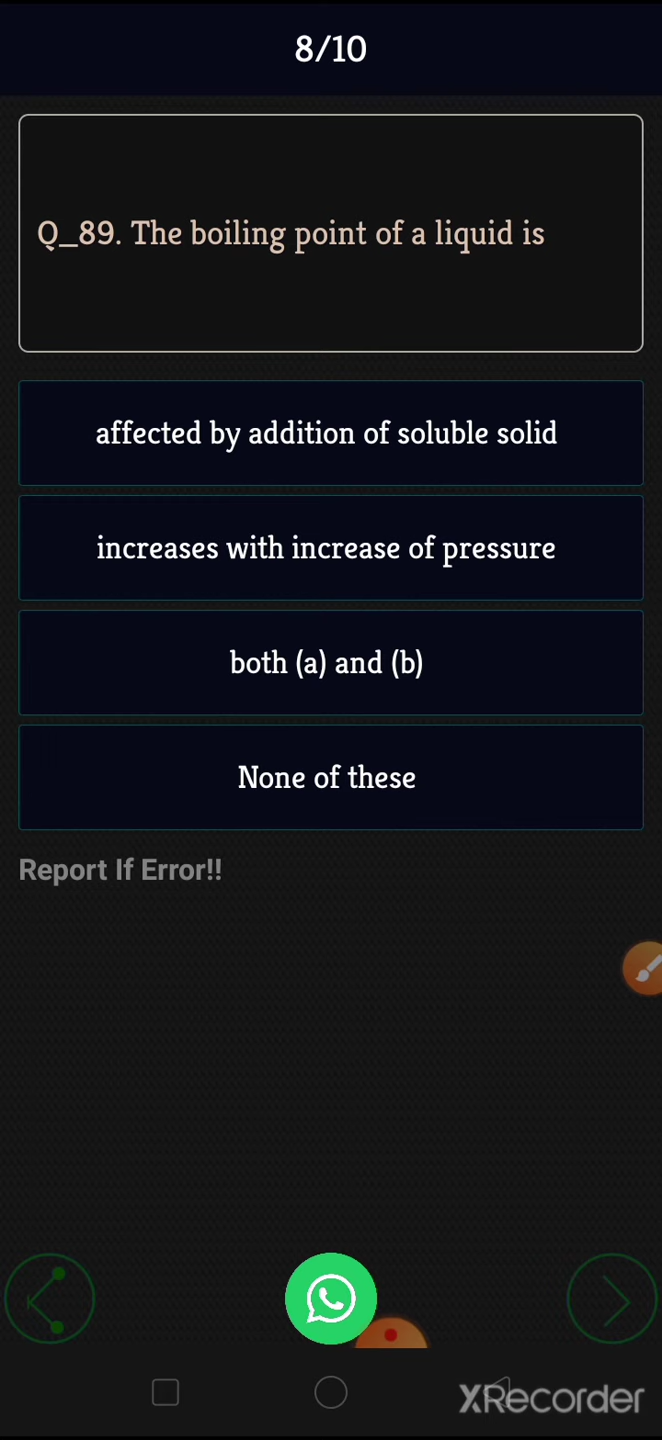 8/10
Q_89. The boiling point of a liquid is
affected by addition of soluble solid
increases with increase of pressure
both (a) and (b)
None of these
Report If Error!!
XRecorder